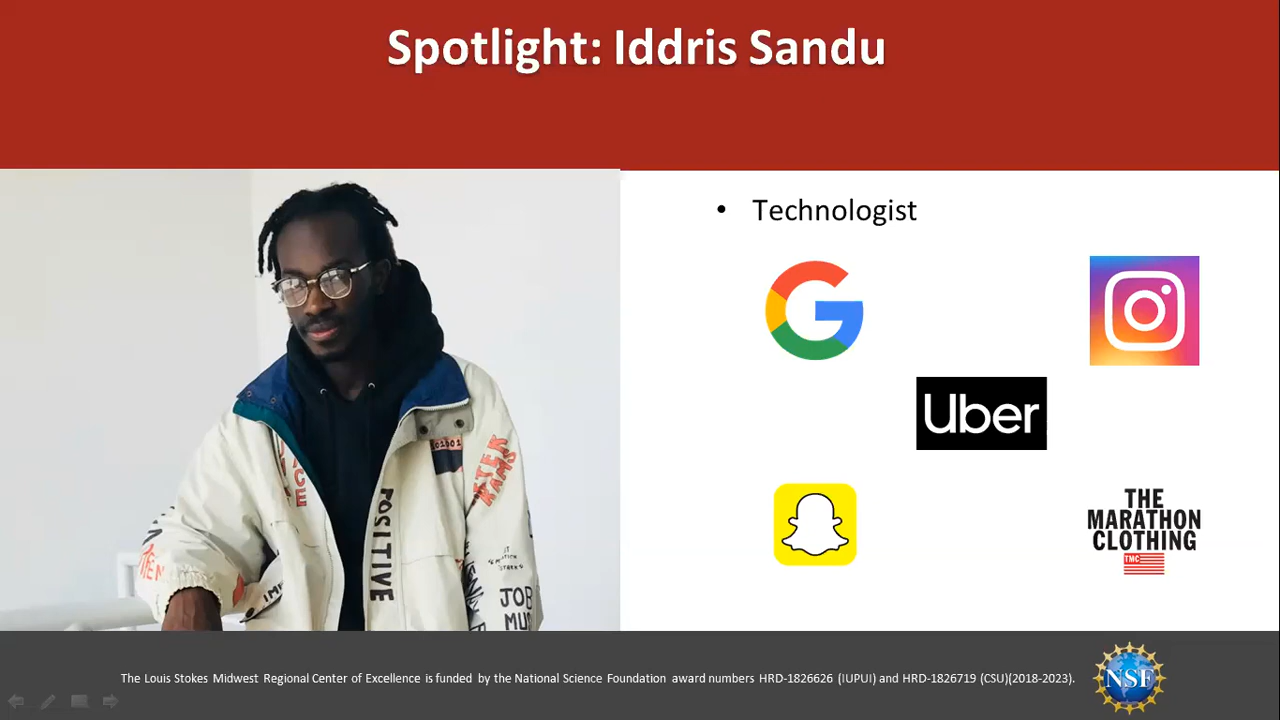 Spotlight: Iddris Sandu
• Technologist
Uber
POSITIVE
JOB
THE
MARATHON
CLOTHING
TMC
The Louis Stokes Midwest Regional Center of Excellence is funded by the National Science Foundation award numbers HRD-1826626 (IUPUI) and HRD-1826719 (CSU)(2018-2023).
NSF